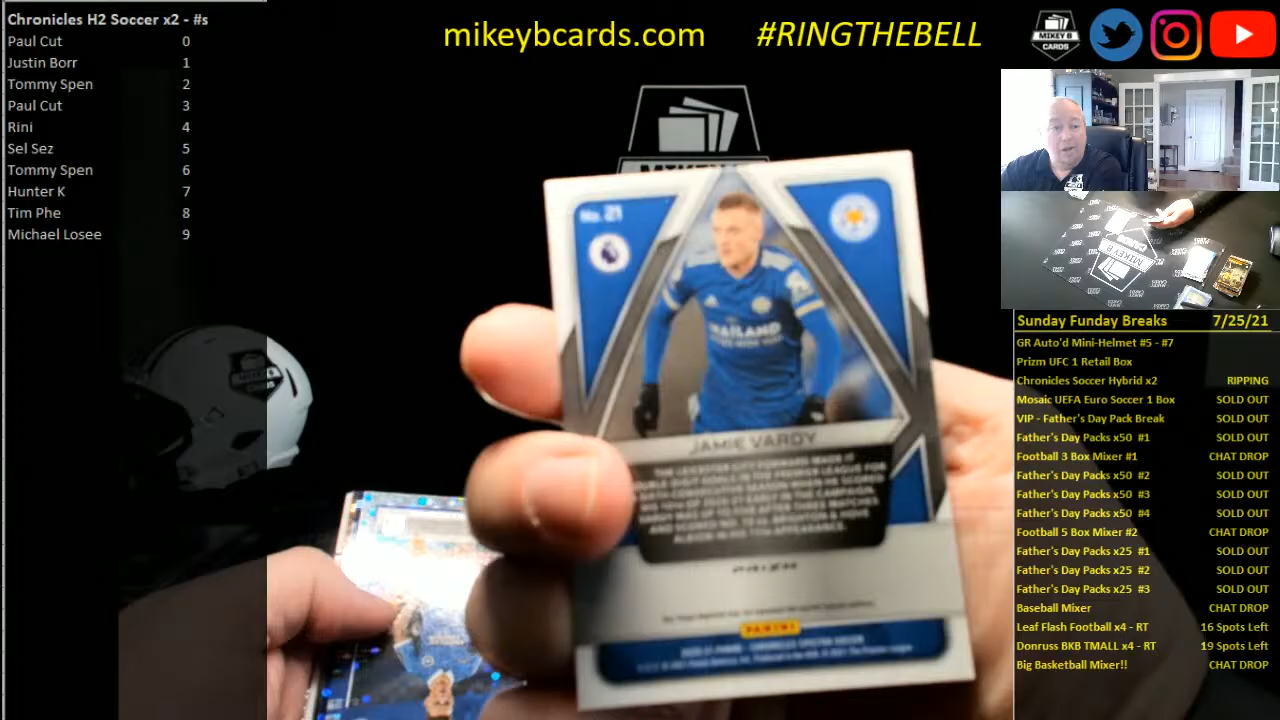 Chronicles H2 Soccer x2 - #s
Paul Cut 0
Justin Borr 1
Tommy Spen 2
Paul Cut 3
Rini 4
Sel Sez 5
Tommy Spen 6
Hunter K 7
Tim Phe 8
Michael Losee 9
mikeybcards.com #RINGTHEBELL
MIKEY B
CARDS
MIKEY B
No. 21
JAMIE VARDY
PRIZM
PANINI
Sunday Funday Breaks 7/25/21
GR Auto'd Mini-Helmet #5 - #7
Prizm UFC 1 Retail Box
Chronicles Soccer Hybrid x2 RIPPING
Mosaic UEFA Euro Soccer 1 Box SOLD OUT
VIP - Father's Day Pack Break SOLD OUT
Father's Day Packs x50 #1 SOLD OUT
Football 3 Box Mixer #1 CHAT DROP
Father's Day Packs x50 #2 SOLD OUT
Father's Day Packs x50 #3 SOLD OUT
Father's Day Packs x50 #4 SOLD OUT
Football 5 Box Mixer #2 CHAT DROP
Father's Day Packs x25 #1 SOLD OUT
Father's Day Packs x25 #2 SOLD OUT
Father's Day Packs x25 #3 SOLD OUT
Baseball Mixer CHAT DROP
Leaf Flash Football x4 - RT 16 Spots Left
Donruss BKB TMALL x4 - RT 19 Spots Left
Big Basketball Mixer!! CHAT DROP